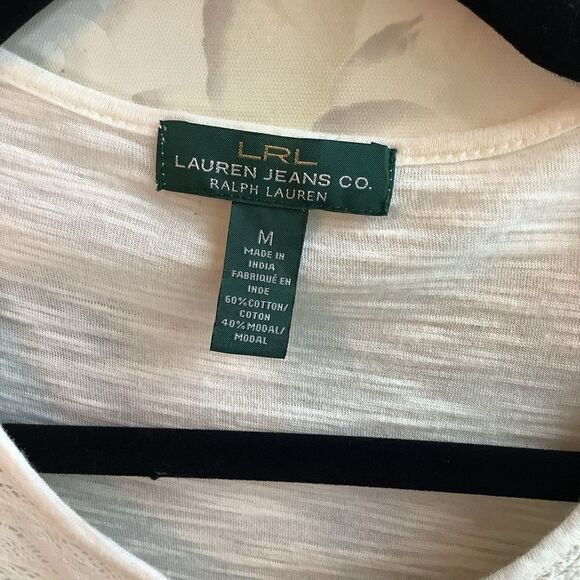 LRL
LAUREN JEANS CO.
RALPH LAUREN
M
MADE IN
INDIA
FABRIQUÉ EN
INDE
60%COTTON/
COTON
40%MODAL/
MODAL